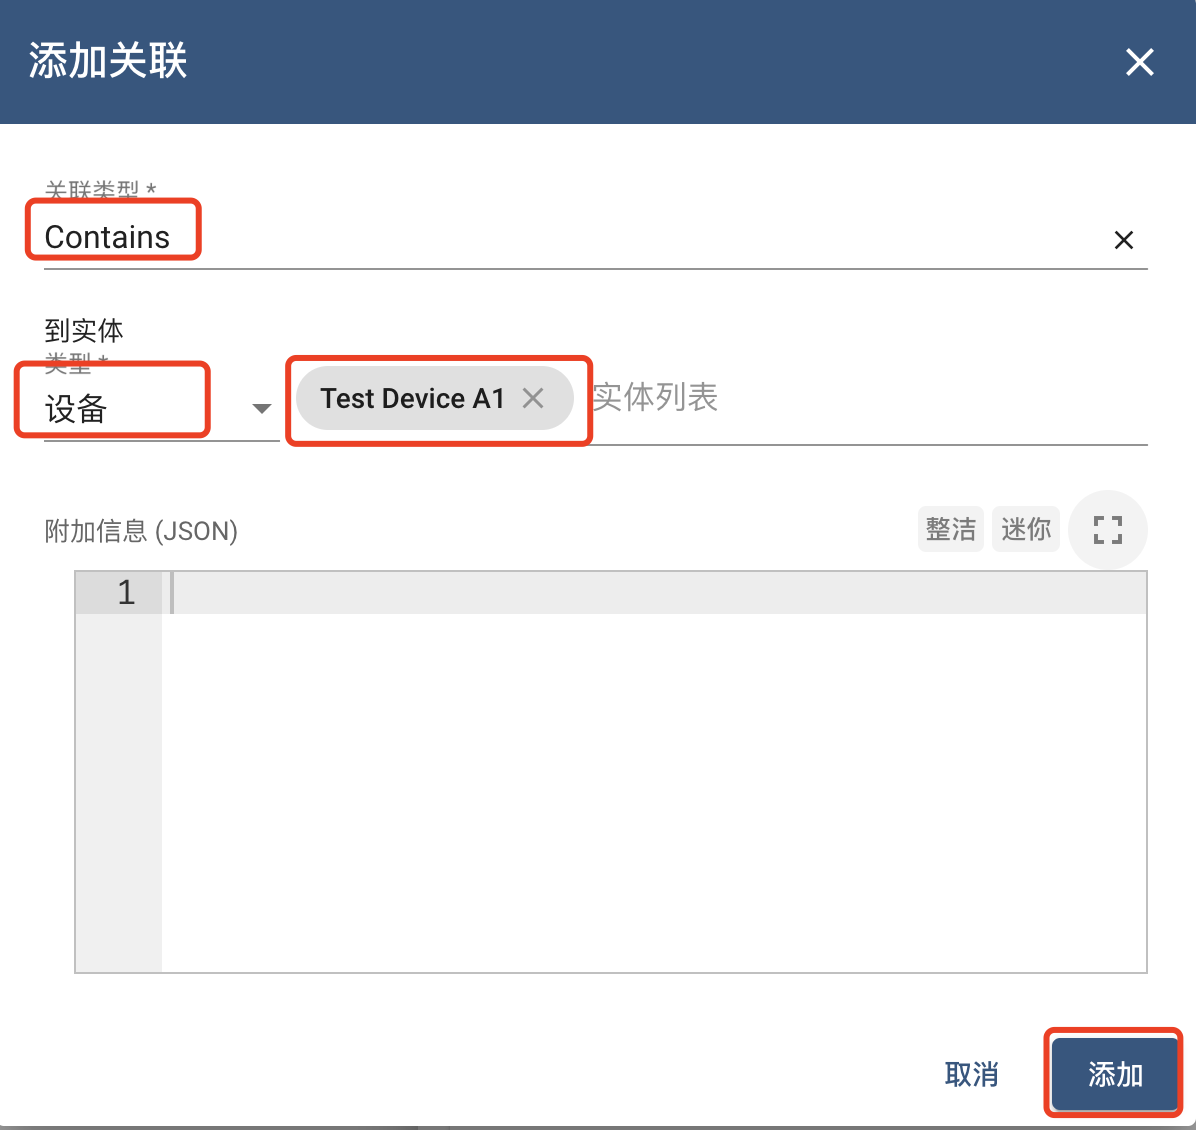 添加关联
关联类型 *
Contains
到实体
类型 *
设备
Test Device A1
实体列表
附加信息 (JSON)
整洁
迷你
1
取消
添加